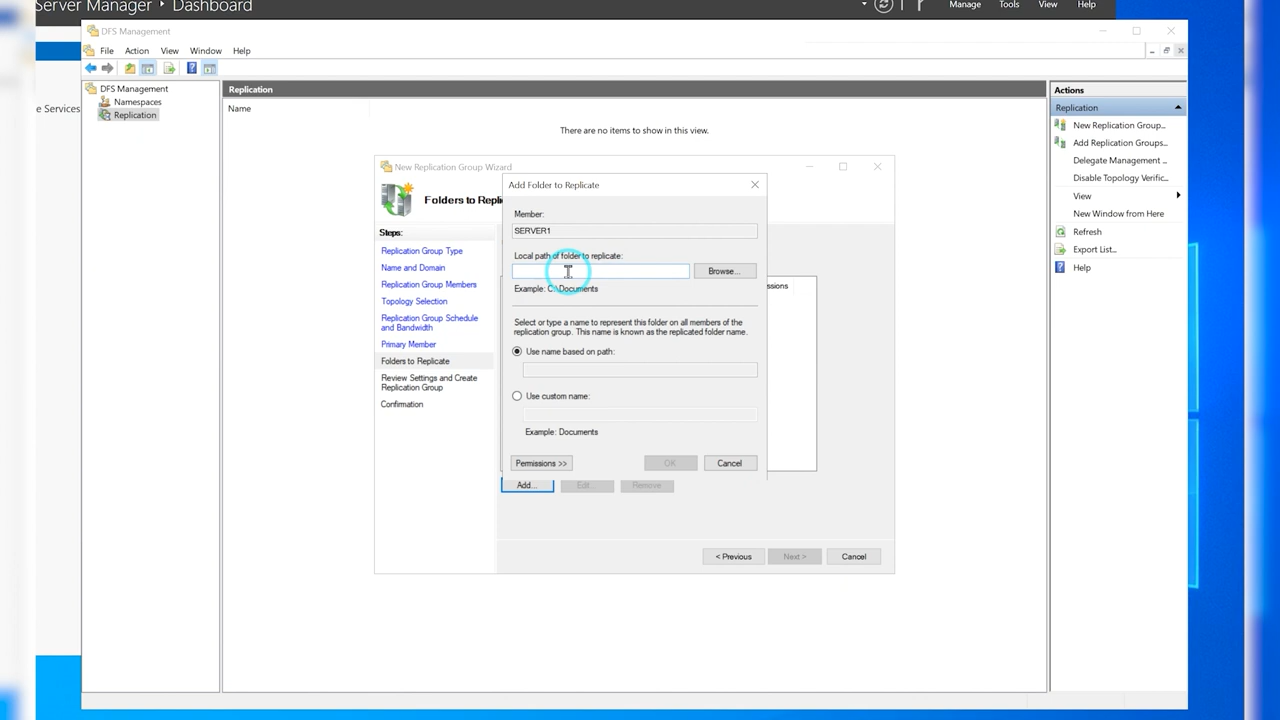 Server Manager ‣ Dashboard
Manage Tools View Help
DFS Management
File Action View Window Help
DFS Management
Namespaces
Replication
e Services
Replication
Name
There are no items to show in this view.
New Replication Group Wizard
Folders to Repli
Steps:
Replication Group Type
Name and Domain
Replication Group Members
Topology Selection
Replication Group Schedule
and Bandwidth
Primary Member
Folders to Replicate
Review Settings and Create
Replication Group
Confirmation
Add Folder to Replicate
Member:
SERVER1
Local path of folder to replicate:
Browse...
Example: C:\Documents
issions
Select or type a name to represent this folder on all members of the
replication group. This name is known as the replicated folder name.
Use name based on path:
Use custom name:
Example: Documents
Permissions >>
OK
Cancel
Add...
Edit...
Remove
< Previous
Next >
Cancel
Actions
Replication
New Replication Group...
Add Replication Groups...
Delegate Management ...
Disable Topology Verific...
View
New Window from Here
Refresh
Export List...
Help